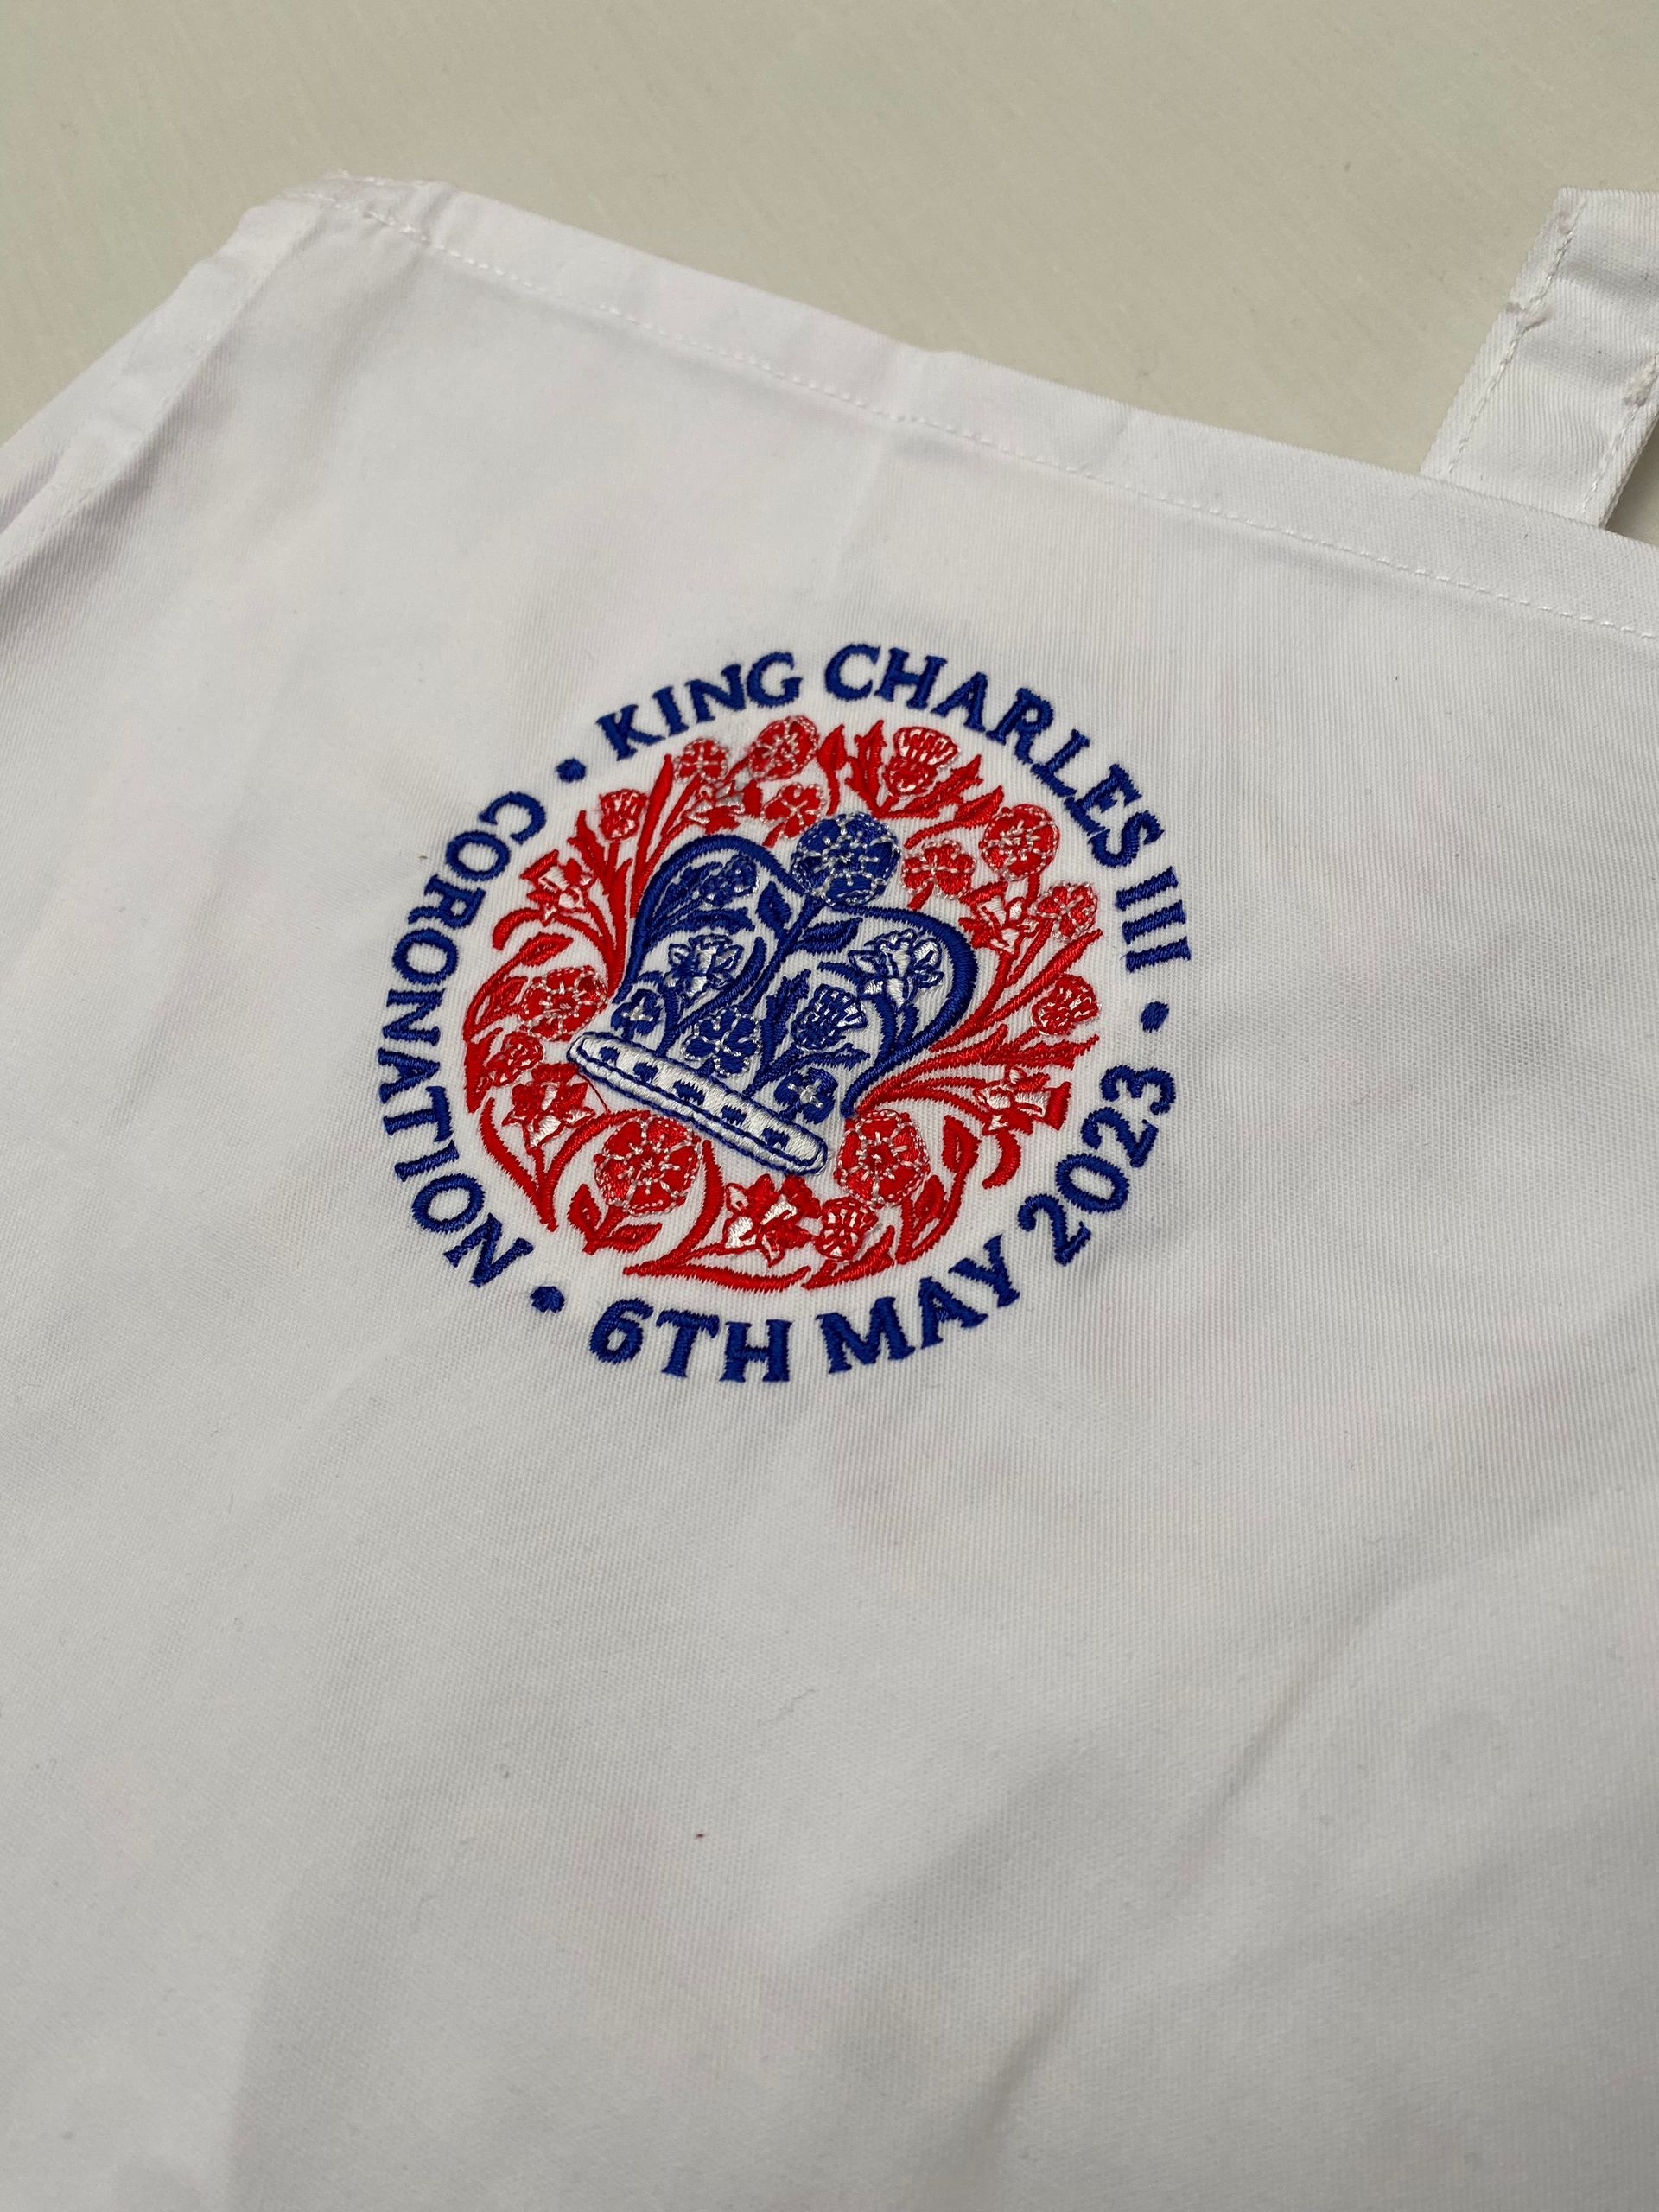 • KING CHARLES III •
6TH MAY 2023 •
CORONATION